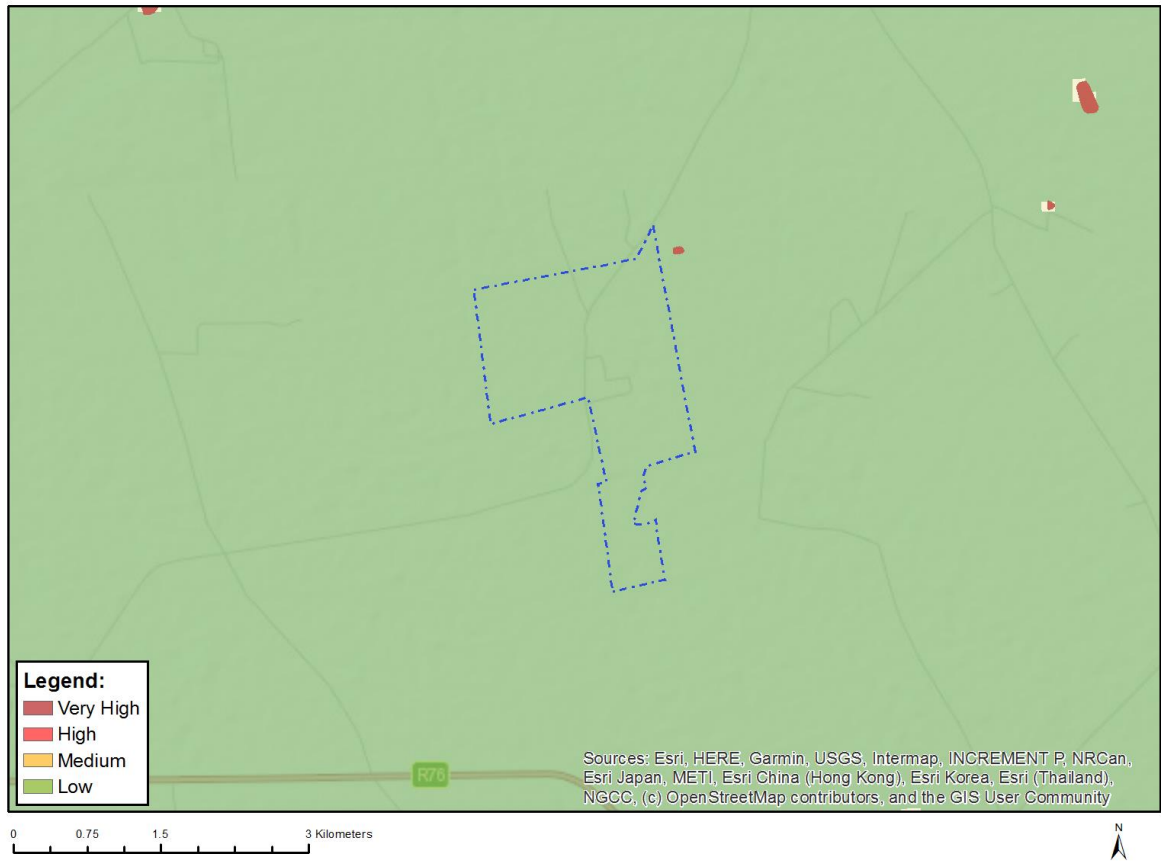 Legend:
Very High
High
Medium
Low
R76
Sources: Esri, HERE, Garmin, USGS, Intermap, INCREMENT P, NRCan,
Esri Japan, METI, Esri China (Hong Kong), Esri Korea, Esri (Thailand),
NGCC, (c) OpenStreetMap contributors, and the GIS User Community
0 0.75 1.5 3 Kilometers
N